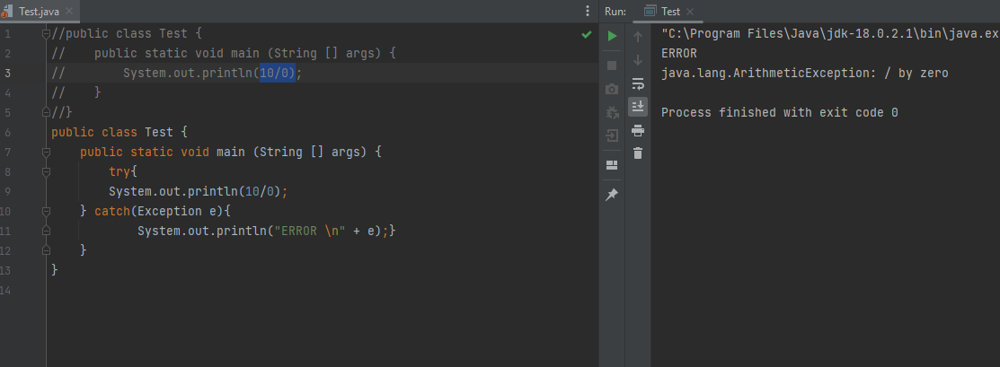 Test.java
1 //public class Test {
2 //    public static void main (String [] args) {
3 //        System.out.println(10/0);
4 //    }
5 //}
6 public class Test {
7     public static void main (String [] args) {
8         try{
9         System.out.println(10/0);
10     } catch(Exception e){
11             System.out.println("ERROR \n" + e);}
12     }
13 }
14
Run: Test
"C:\Program Files\Java\jdk-18.0.2.1\bin\java.ex
ERROR
java.lang.ArithmeticException: / by zero
Process finished with exit code 0